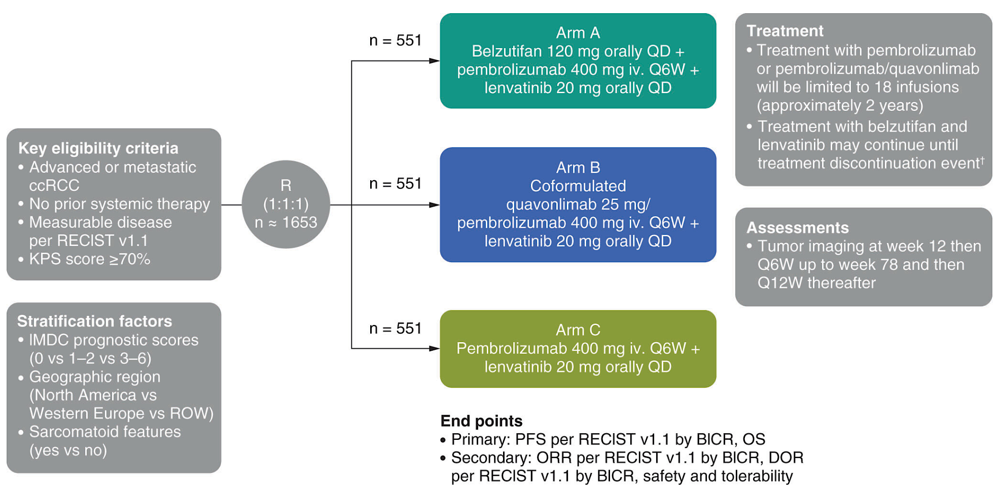 Key eligibility criteria
• Advanced or metastatic
ccRCC
• No prior systemic therapy
• Measurable disease
per RECIST v1.1
• KPS score ≥70%
Stratification factors
• IMDC prognostic scores
(0 vs 1–2 vs 3–6)
• Geographic region
(North America vs
Western Europe vs ROW)
• Sarcomatoid features
(yes vs no)
R
(1:1:1)
n ≈ 1653
n = 551
Arm A
Belzutifan 120 mg orally QD +
pembrolizumab 400 mg iv. Q6W +
lenvatinib 20 mg orally QD
n = 551
Arm B
Coformulated
quavonlimab 25 mg/
pembrolizumab 400 mg iv. Q6W +
lenvatinib 20 mg orally QD
n = 551
Arm C
Pembrolizumab 400 mg iv. Q6W +
lenvatinib 20 mg orally QD
Treatment
• Treatment with pembrolizumab
or pembrolizumab/quavonlimab
will be limited to 18 infusions
(approximately 2 years)
• Treatment with belzutifan and
lenvatinib may continue until
treatment discontinuation event†
Assessments
• Tumor imaging at week 12 then
Q6W up to week 78 and then
Q12W thereafter
End points
• Primary: PFS per RECIST v1.1 by BICR, OS
• Secondary: ORR per RECIST v1.1 by BICR, DOR
per RECIST v1.1 by BICR, safety and tolerability